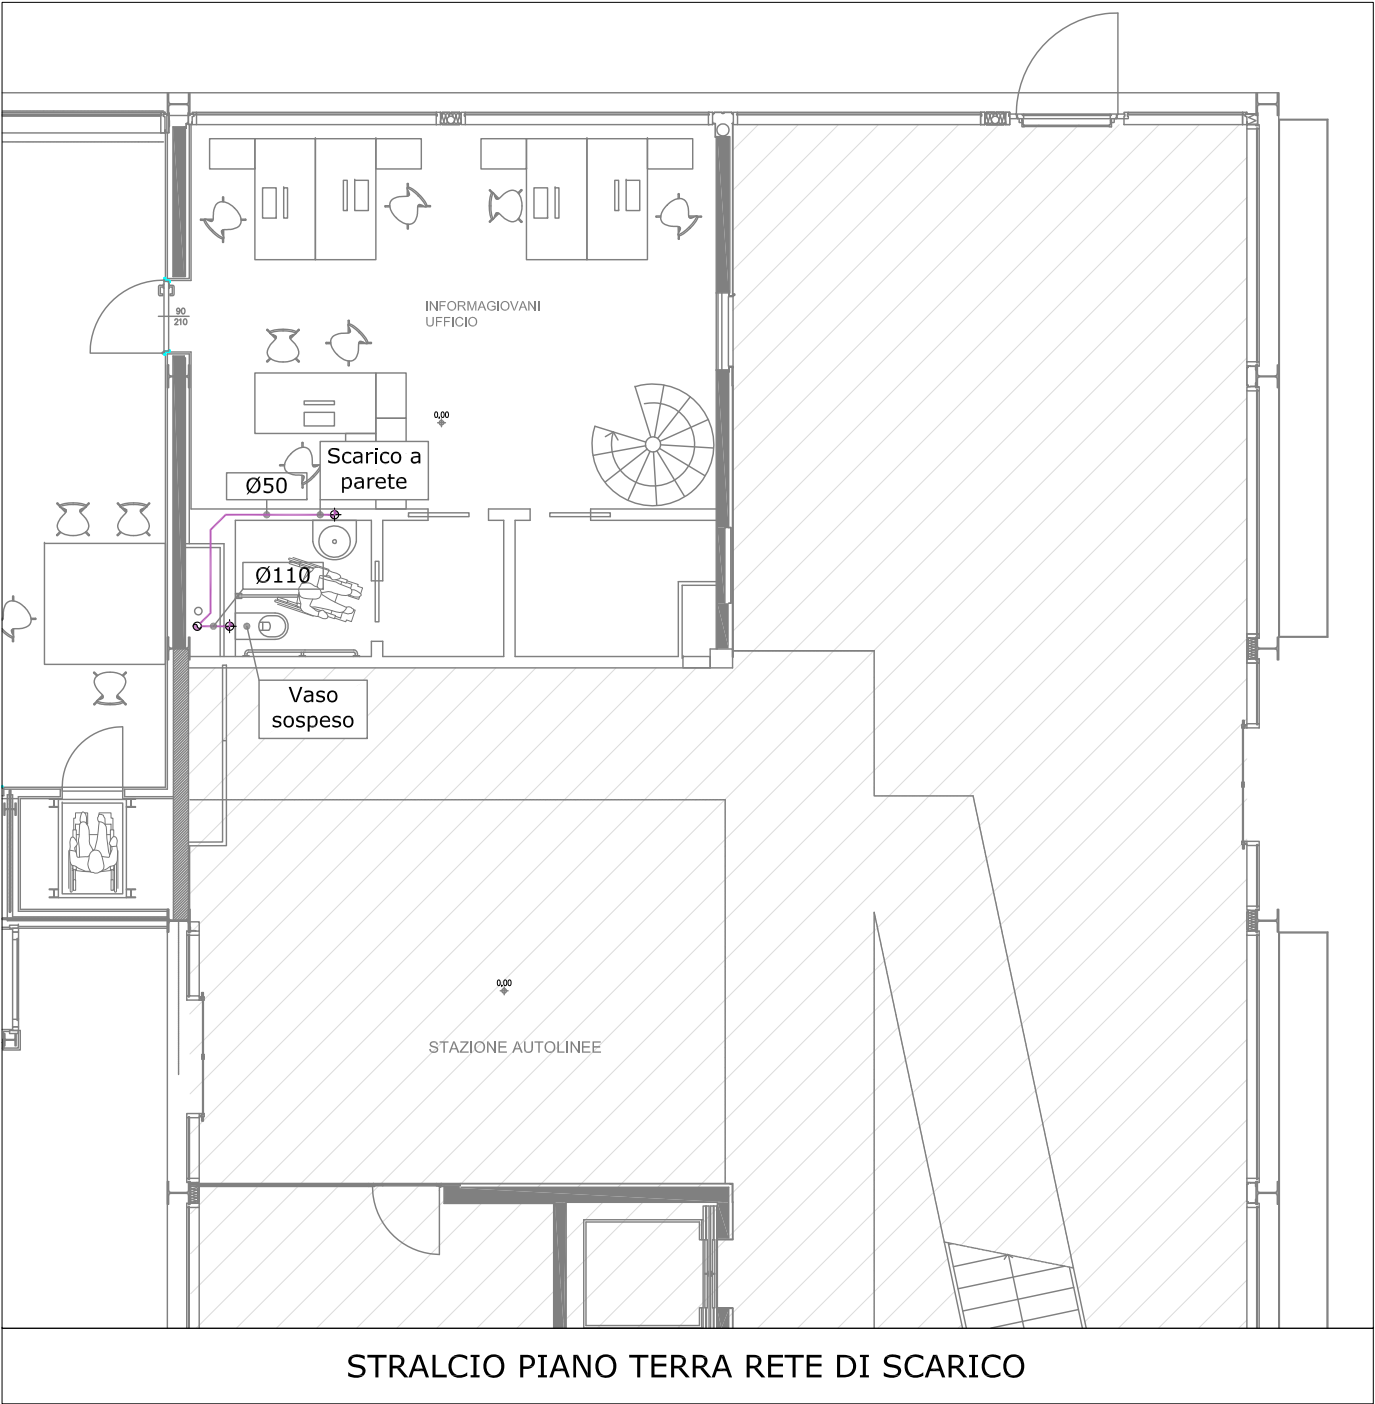 INFORMAGIOVANI
UFFICIO
90
210
0,00
Scarico a
parete
Ø50
Ø110
Vaso
sospeso
0,00
STAZIONE AUTOLINEE
STRALCIO PIANO TERRA RETE DI SCARICO